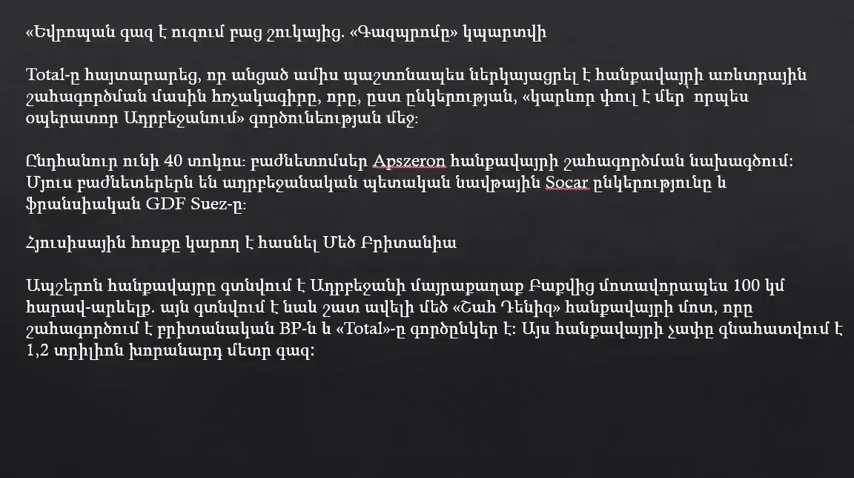 «Եվրոպան գազ է ուզում բաց շուկայից. «Գազպրոմը» կպարտվի
Total-ը հայտարարեց, որ անցած ամիս պաշտոնապես ներկայացրել է հանքավայրի առևտրային
շահագործման մասին հռչակագիրը, որը, ըստ ընկերության, «կարևոր փուլ է մեր՝ որպես
օպերատոր Ադրբեջանում» գործունեության մեջ:
Ընդհանուր ունի 40 տոկոս: բաժնետոմսեր Apszeron հանքավայրի շահագործման նախագծում:
Մյուս բաժնետերերն են ադրբեջանական պետական նավթային Socar ընկերությունը և
ֆրանսիական GDF Suez-ը:
Հյուսիսային հոսքը կարող է հասնել Մեծ Բրիտանիա
Ապշերոն հանքավայրը գտնվում է Ադրբեջանի մայրաքաղաք Բաքվից մոտավորապես 100 կմ
հարավ-արևելք. այն գտնվում է նաև շատ ավելի մեծ «Շահ Դենիզ» հանքավայրի մոտ, որը
շահագործում է բրիտանական BP-ն և «Total»-ը գործընկեր է: Այս հանքավայրի չափը գնահատվում է
1,2 տրիլիոն խորանարդ մետր գազ: